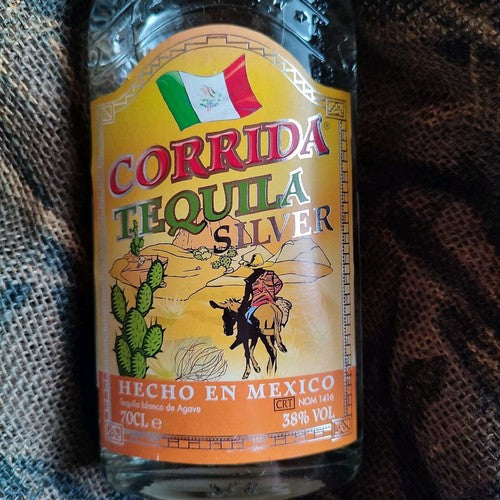 CORRIDA®
TEQUILA
SILVER
HECHO EN MEXICO
Tequila blanco de Agave
CRT NOM 1416
70CL e
38% VOL